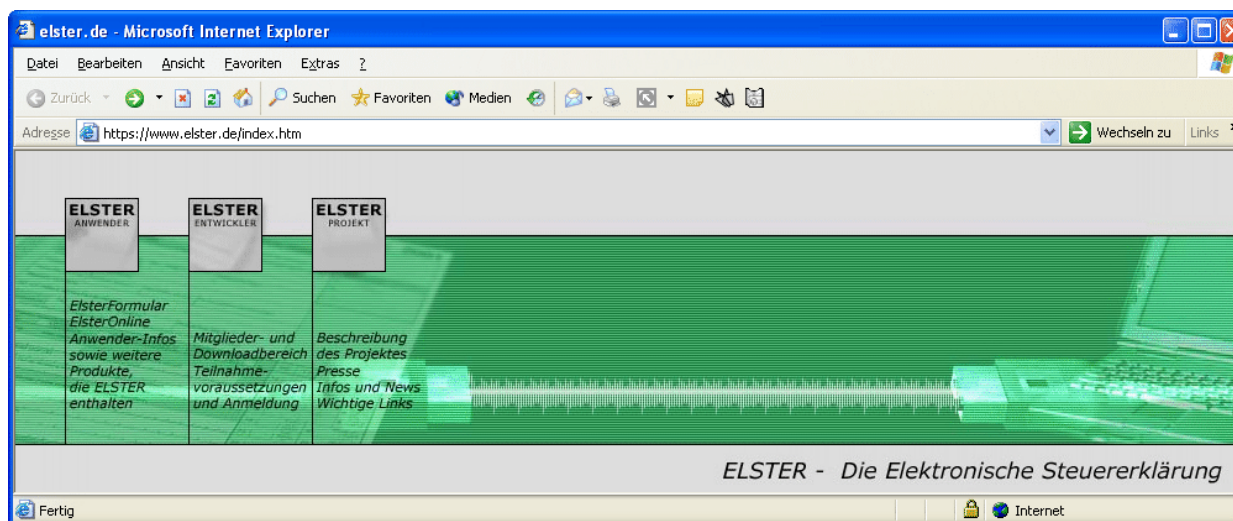 elster.de - Microsoft Internet Explorer
Datei Bearbeiten Ansicht Favoriten Extras ?
Zurück Suchen Favoriten Medien
Adresse https://www.elster.de/index.htm Wechseln zu Links
ELSTER
ANWENDER
ELSTER
ENTWICKLER
ELSTER
PROJEKT
ElsterFormular
ElsterOnline
Anwender-Infos
sowie weitere
Produkte,
die ELSTER
enthalten
Mitglieder- und
Downloadbereich
Teilnahme-
voraussetzungen
und Anmeldung
Beschreibung
des Projektes
Presse
Infos und News
Wichtige Links
ELSTER - Die Elektronische Steuererklärung
Fertig Internet